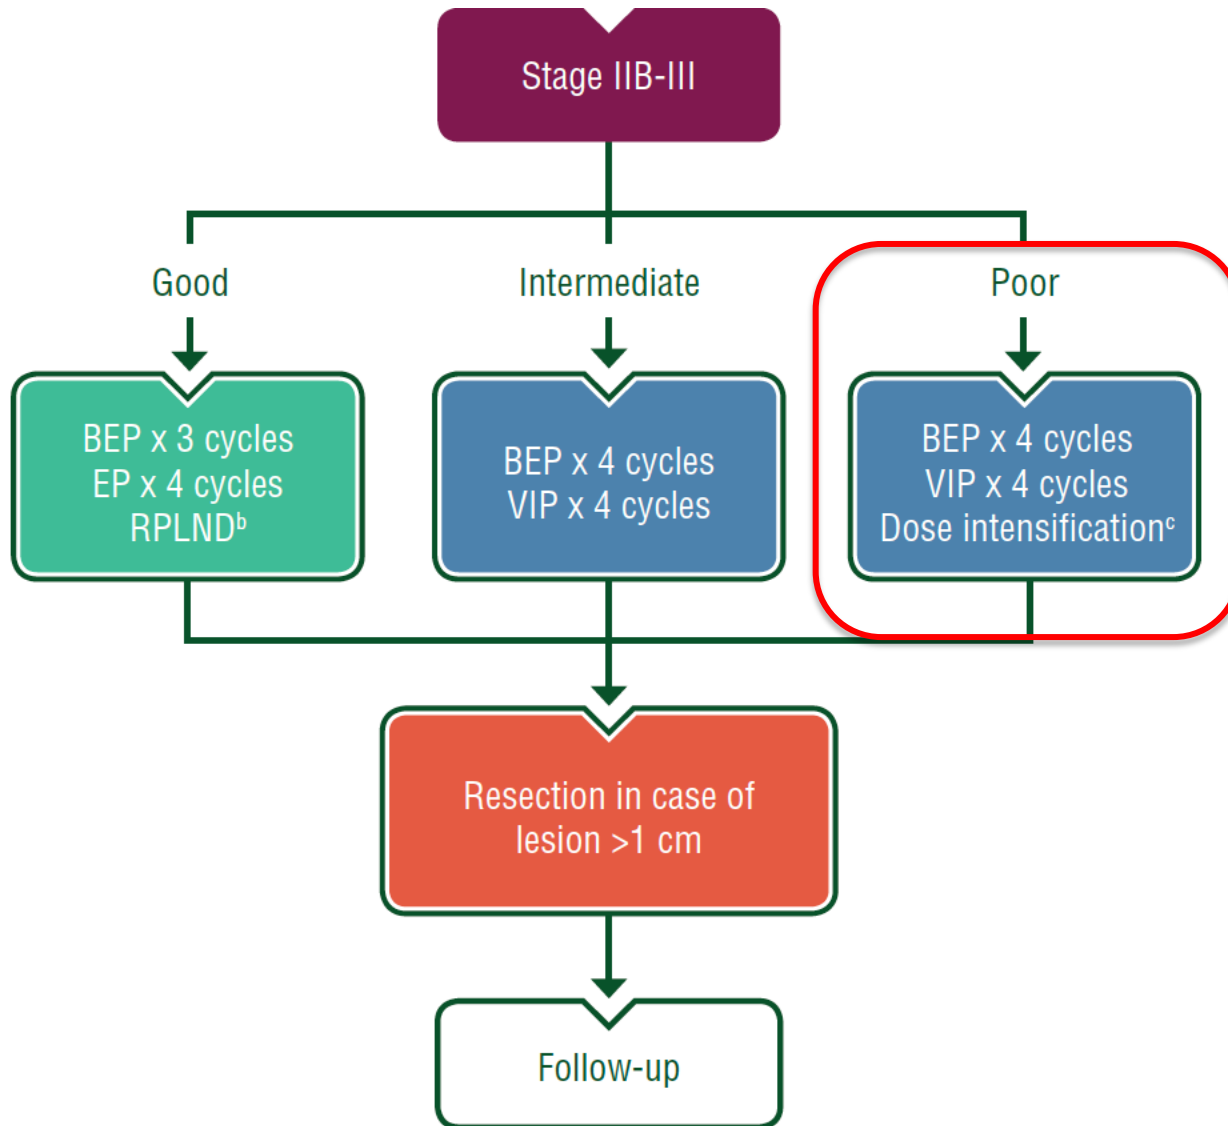 Stage IIB-III
Good
Intermediate
Poor
BEP x 3 cycles
EP x 4 cycles
RPLNDᵇ
BEP x 4 cycles
VIP x 4 cycles
BEP x 4 cycles
VIP x 4 cycles
Dose intensificationᶜ
Resection in case of
lesion >1 cm
Follow-up